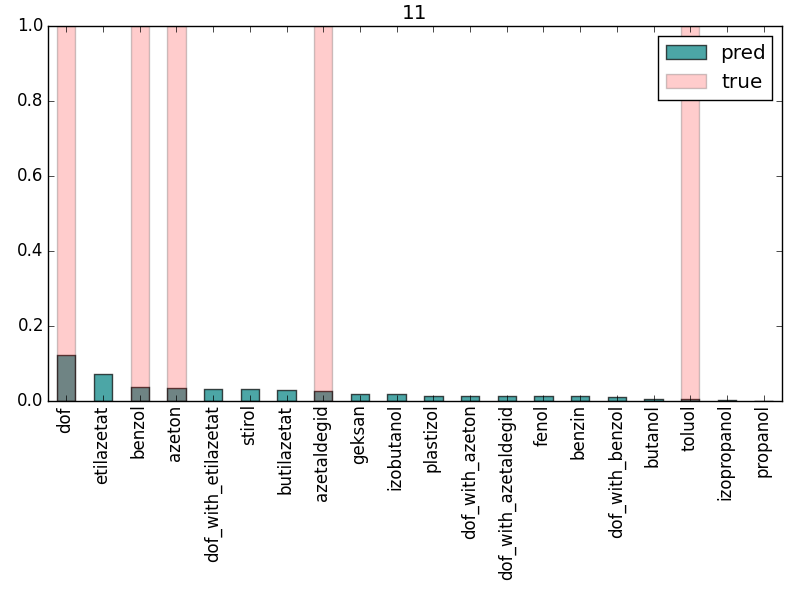 11
1.0
0.8
0.6
0.4
0.2
0.0
pred
true
dof
etilazetat
benzol
azeton
dof_with_etilazetat
stirol
butilazetat
azetaldegid
geksan
izobutanol
plastizol
dof_with_azeton
dof_with_azetaldegid
fenol
benzin
dof_with_benzol
butanol
toluol
izopropanol
propanol